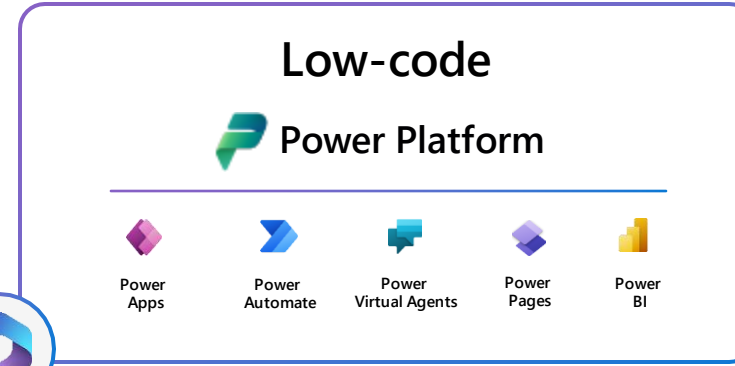 Low-code
Power Platform
Power
Apps
Power
Automate
Power
Virtual Agents
Power
Pages
Power
BI